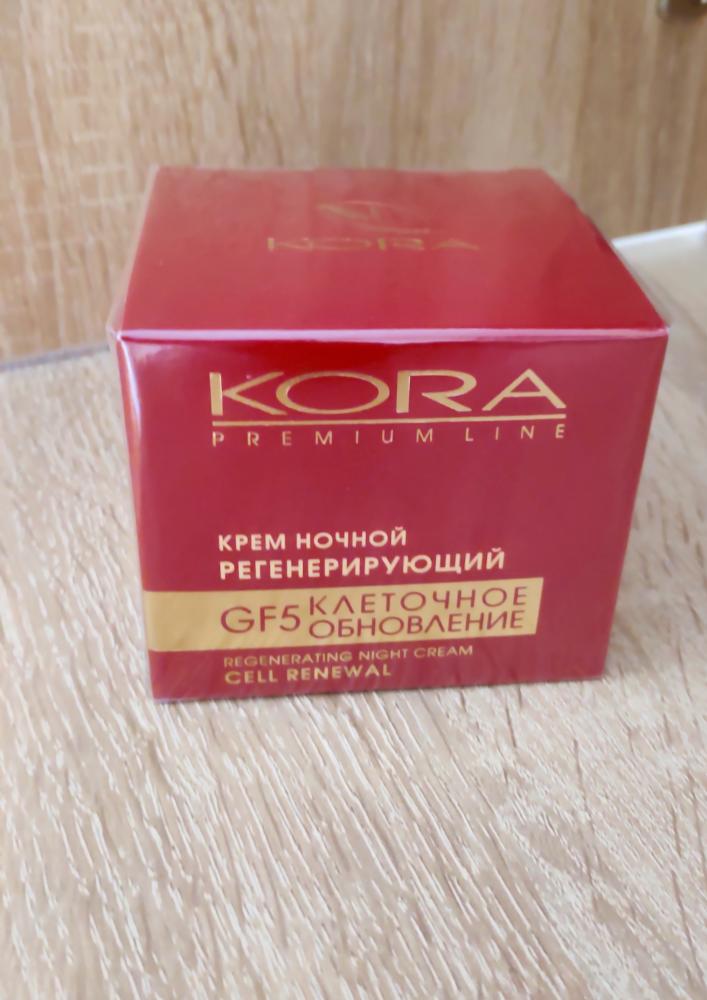 KORA
KORA
PREMIUM LINE
КРЕМ НОЧНОЙ
РЕГЕНЕРИРУЮЩИЙ
GF5 КЛЕТОЧНОЕ
ОБНОВЛЕНИЕ
REGENERATING NIGHT CREAM
CELL RENEWAL